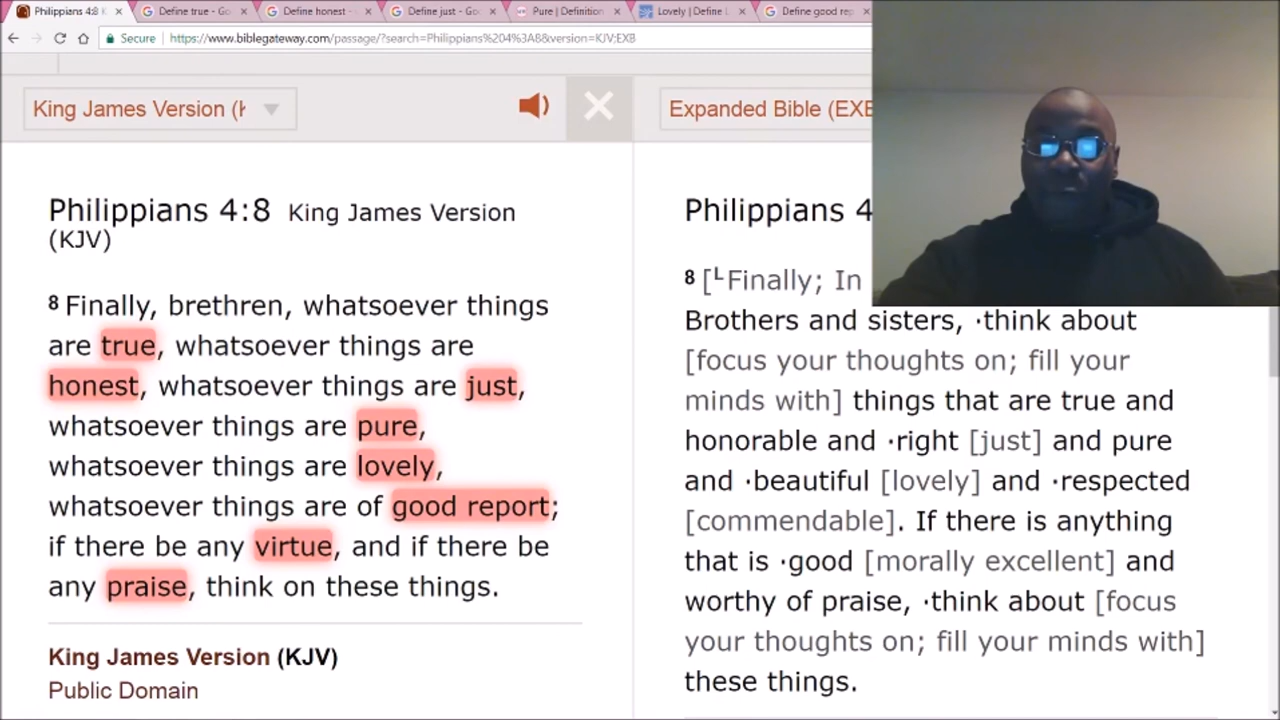 Philippians 4:8 K
Define true - Go
Define honest -
Define just - Go
Pure | Definition
Lovely | Define L
Define good rep
Secure
https://www.biblegateway.com/passage/?search=Philippians%204%3A8&version=KJV;EXB
King James Version (
Expanded Bible (EXB
Philippians 4:8 King James Version
(KJV)
8 Finally, brethren, whatsoever things
are true, whatsoever things are
honest, whatsoever things are just,
whatsoever things are pure,
whatsoever things are lovely,
whatsoever things are of good report;
if there be any virtue, and if there be
any praise, think on these things.
King James Version (KJV)
Public Domain
Philippians 4
8 [L Finally; In
Brothers and sisters, ·think about
[focus your thoughts on; fill your
minds with] things that are true and
honorable and ·right [just] and pure
and ·beautiful [lovely] and ·respected
[commendable]. If there is anything
that is ·good [morally excellent] and
worthy of praise, ·think about [focus
your thoughts on; fill your minds with]
these things.